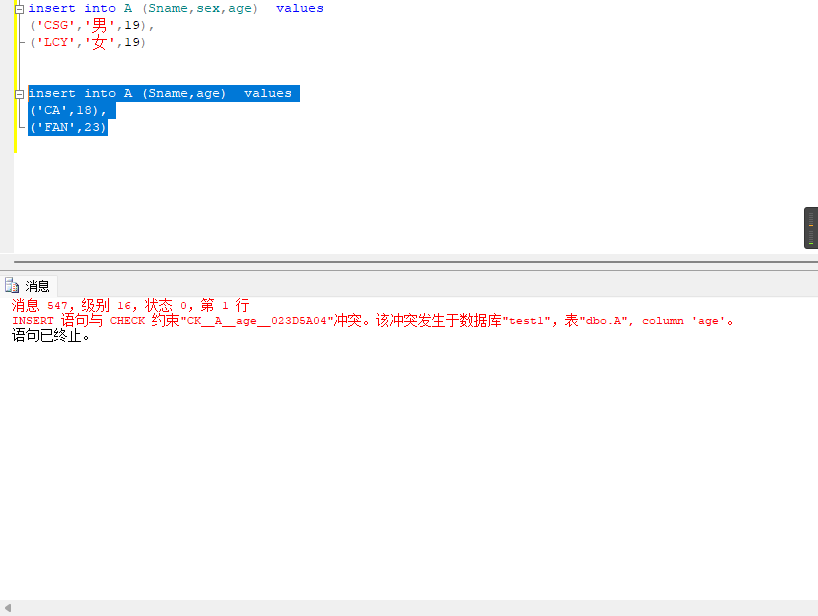 insert into A (Sname,sex,age)  values
('CSG','男',19),
('LCY','女',19)
insert into A (Sname,age)  values
('CA',18),
('FAN',23)
消息
消息 547，级别 16，状态 0，第 1 行
INSERT 语句与 CHECK 约束"CK__A__age__023D5A04"冲突。该冲突发生于数据库"test1"，表"dbo.A", column 'age'。
语句已终止。